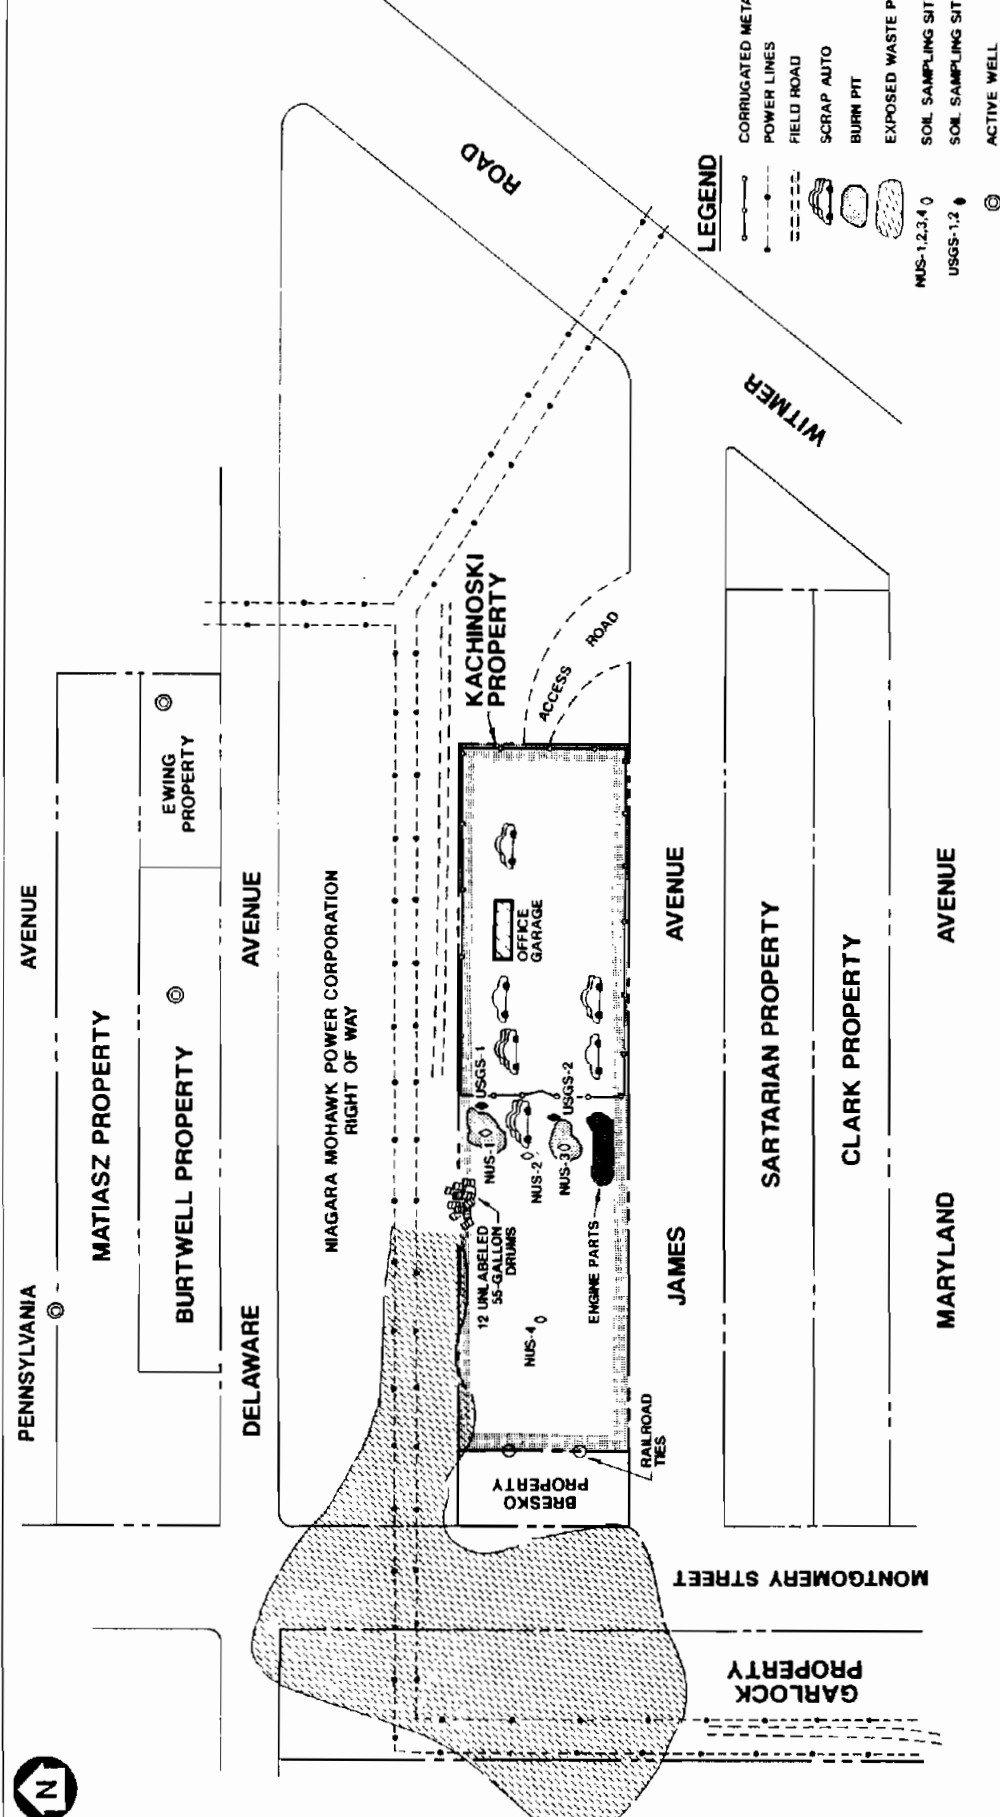 N
PENNSYLVANIA AVENUE
MATIASZ PROPERTY
BURTWELL PROPERTY
EWING
PROPERTY
DELAWARE AVENUE
NIAGARA MOHAWK POWER CORPORATION
RIGHT OF WAY
KACHINOSKI
PROPERTY
ACCESS ROAD
OFFICE
GARAGE
USGS-1
USGS-2
NUS-1
NUS-2
NUS-3
NUS-4
12 UNLABELED
55-GALLON
DRUMS
ENGINE PARTS
RAILROAD
TIES
BRESKO
PROPERTY
JAMES AVENUE
SARTARIAN PROPERTY
CLARK PROPERTY
MARYLAND AVENUE
MONTGOMERY STREET
GARLOCK
PROPERTY
WITMER ROAD
LEGEND
CORRUGATED
POWER LINES
FIELD ROAD
SCRAP AUTO
BURN PIT
EXPOSED WASTE
NUS-1,2,3,4 SOIL SAMPLING
USGS-1,2 SOIL SAMPLING
ACTIVE WELL